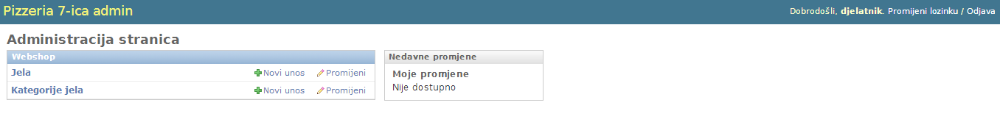 Pizzeria 7-ica admin
Dobrodošli, djelatnik. Promijeni lozinku / Odjava
Administracija stranica
Webshop
Jela Novi unos Promijeni
Kategorije jela Novi unos Promijeni
Nedavne promjene
Moje promjene
Nije dostupno